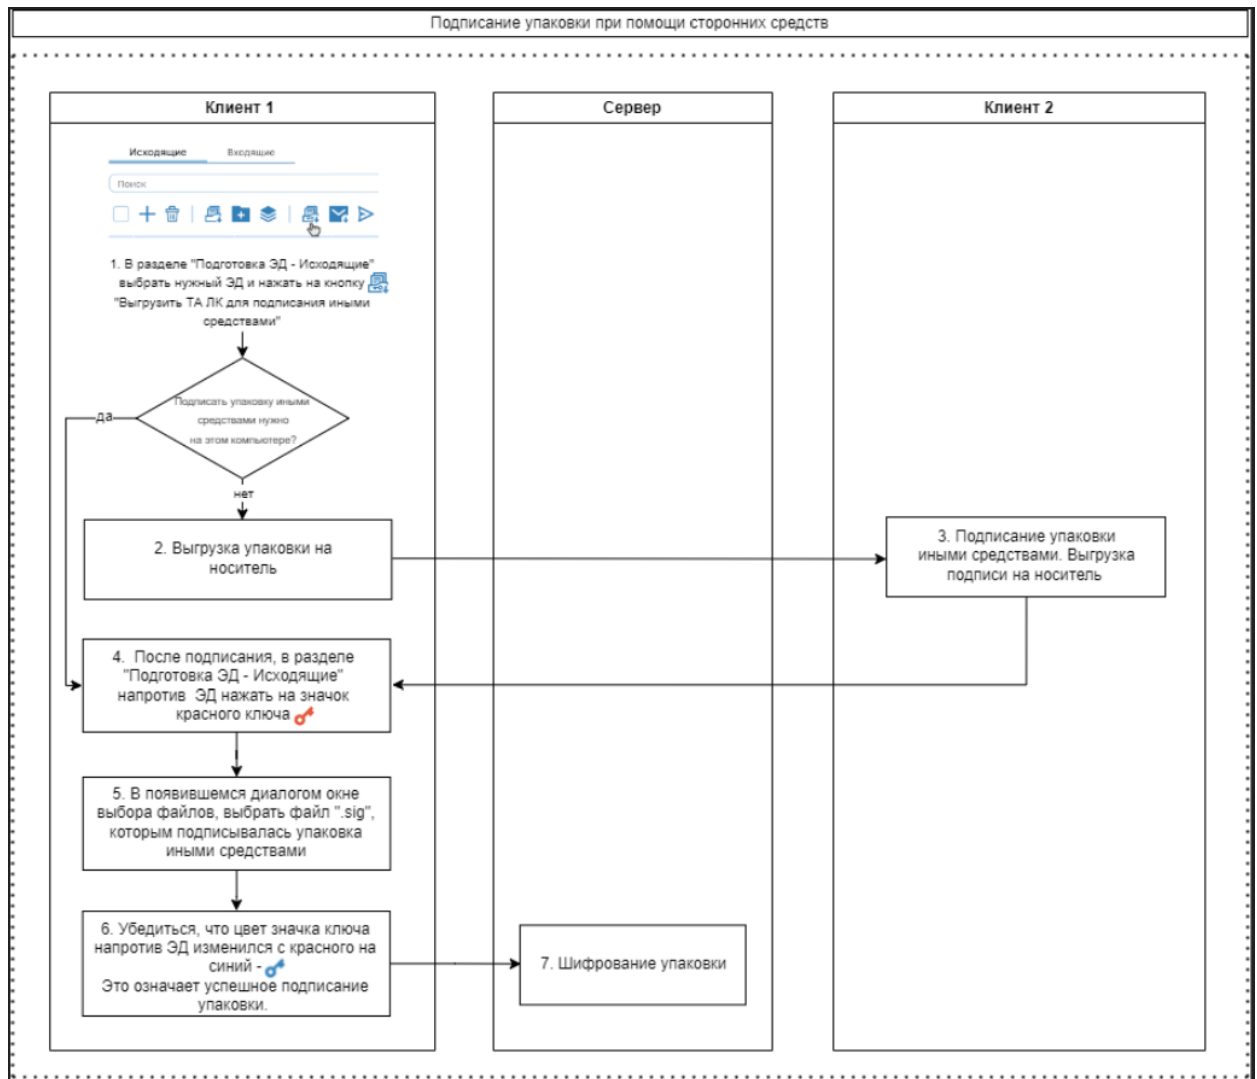 Подписание упаковки при помощи сторонних средств
Клиент 1
Сервер
Клиент 2
Исходящие
Входящие
Поиск
1. В разделе "Подготовка ЭД - Исходящие"
выбрать нужный ЭД и нажать на кнопку
"Выгрузить ТА ЛК для подписания иными
средствами"
Подписать упаковку иными
средствами нужно
на этом компьютере?
да
нет
2. Выгрузка упаковки на
носитель
3. Подписание упаковки
иными средствами. Выгрузка
подписи на носитель
4. После подписания, в разделе
"Подготовка ЭД - Исходящие"
напротив ЭД нажать на значок
красного ключа
5. В появившемся диалогом окне
выбора файлов, выбрать файл ".sig",
которым подписывалась упаковка
иными средствами
6. Убедиться, что цвет значка ключа
напротив ЭД изменился с красного на
синий -
Это означает успешное подписание
упаковки.
7. Шифрование упаковки